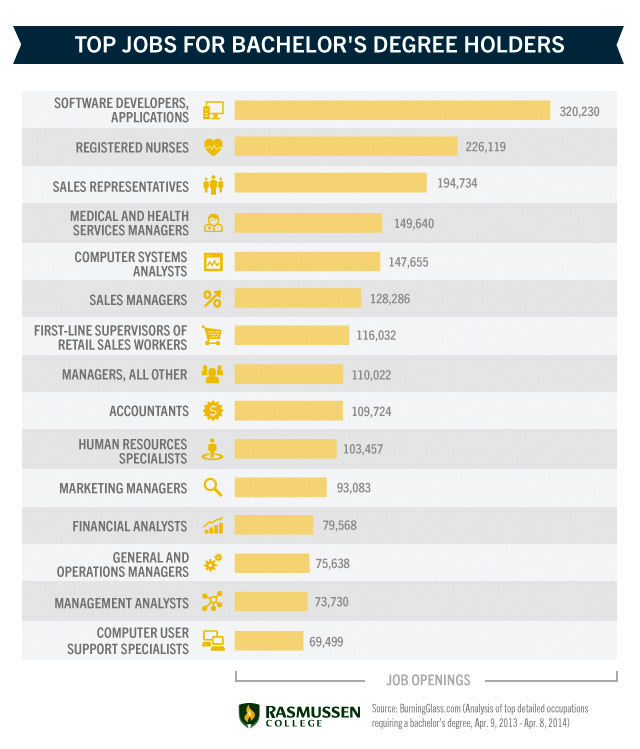 TOP JOBS FOR BACHELOR'S DEGREE HOLDERS
SOFTWARE DEVELOPERS,
APPLICATIONS
320,230
REGISTERED NURSES
226,119
SALES REPRESENTATIVES
194,734
MEDICAL AND HEALTH
SERVICES MANAGERS
149,640
COMPUTER SYSTEMS
ANALYSTS
147,655
SALES MANAGERS
128,286
FIRST-LINE SUPERVISORS OF
RETAIL SALES WORKERS
116,032
MANAGERS, ALL OTHER
110,022
ACCOUNTANTS
109,724
HUMAN RESOURCES
SPECIALISTS
103,457
MARKETING MANAGERS
93,083
FINANCIAL ANALYSTS
79,568
GENERAL AND
OPERATIONS MANAGERS
75,638
MANAGEMENT ANALYSTS
73,730
COMPUTER USER
SUPPORT SPECIALISTS
69,499
JOB OPENINGS
RASMUSSEN
COLLEGE
Source: BurningGlass.com (Analysis of top detailed occupations
requiring a bachelor's degree, Apr. 9, 2013 - Apr. 8, 2014)